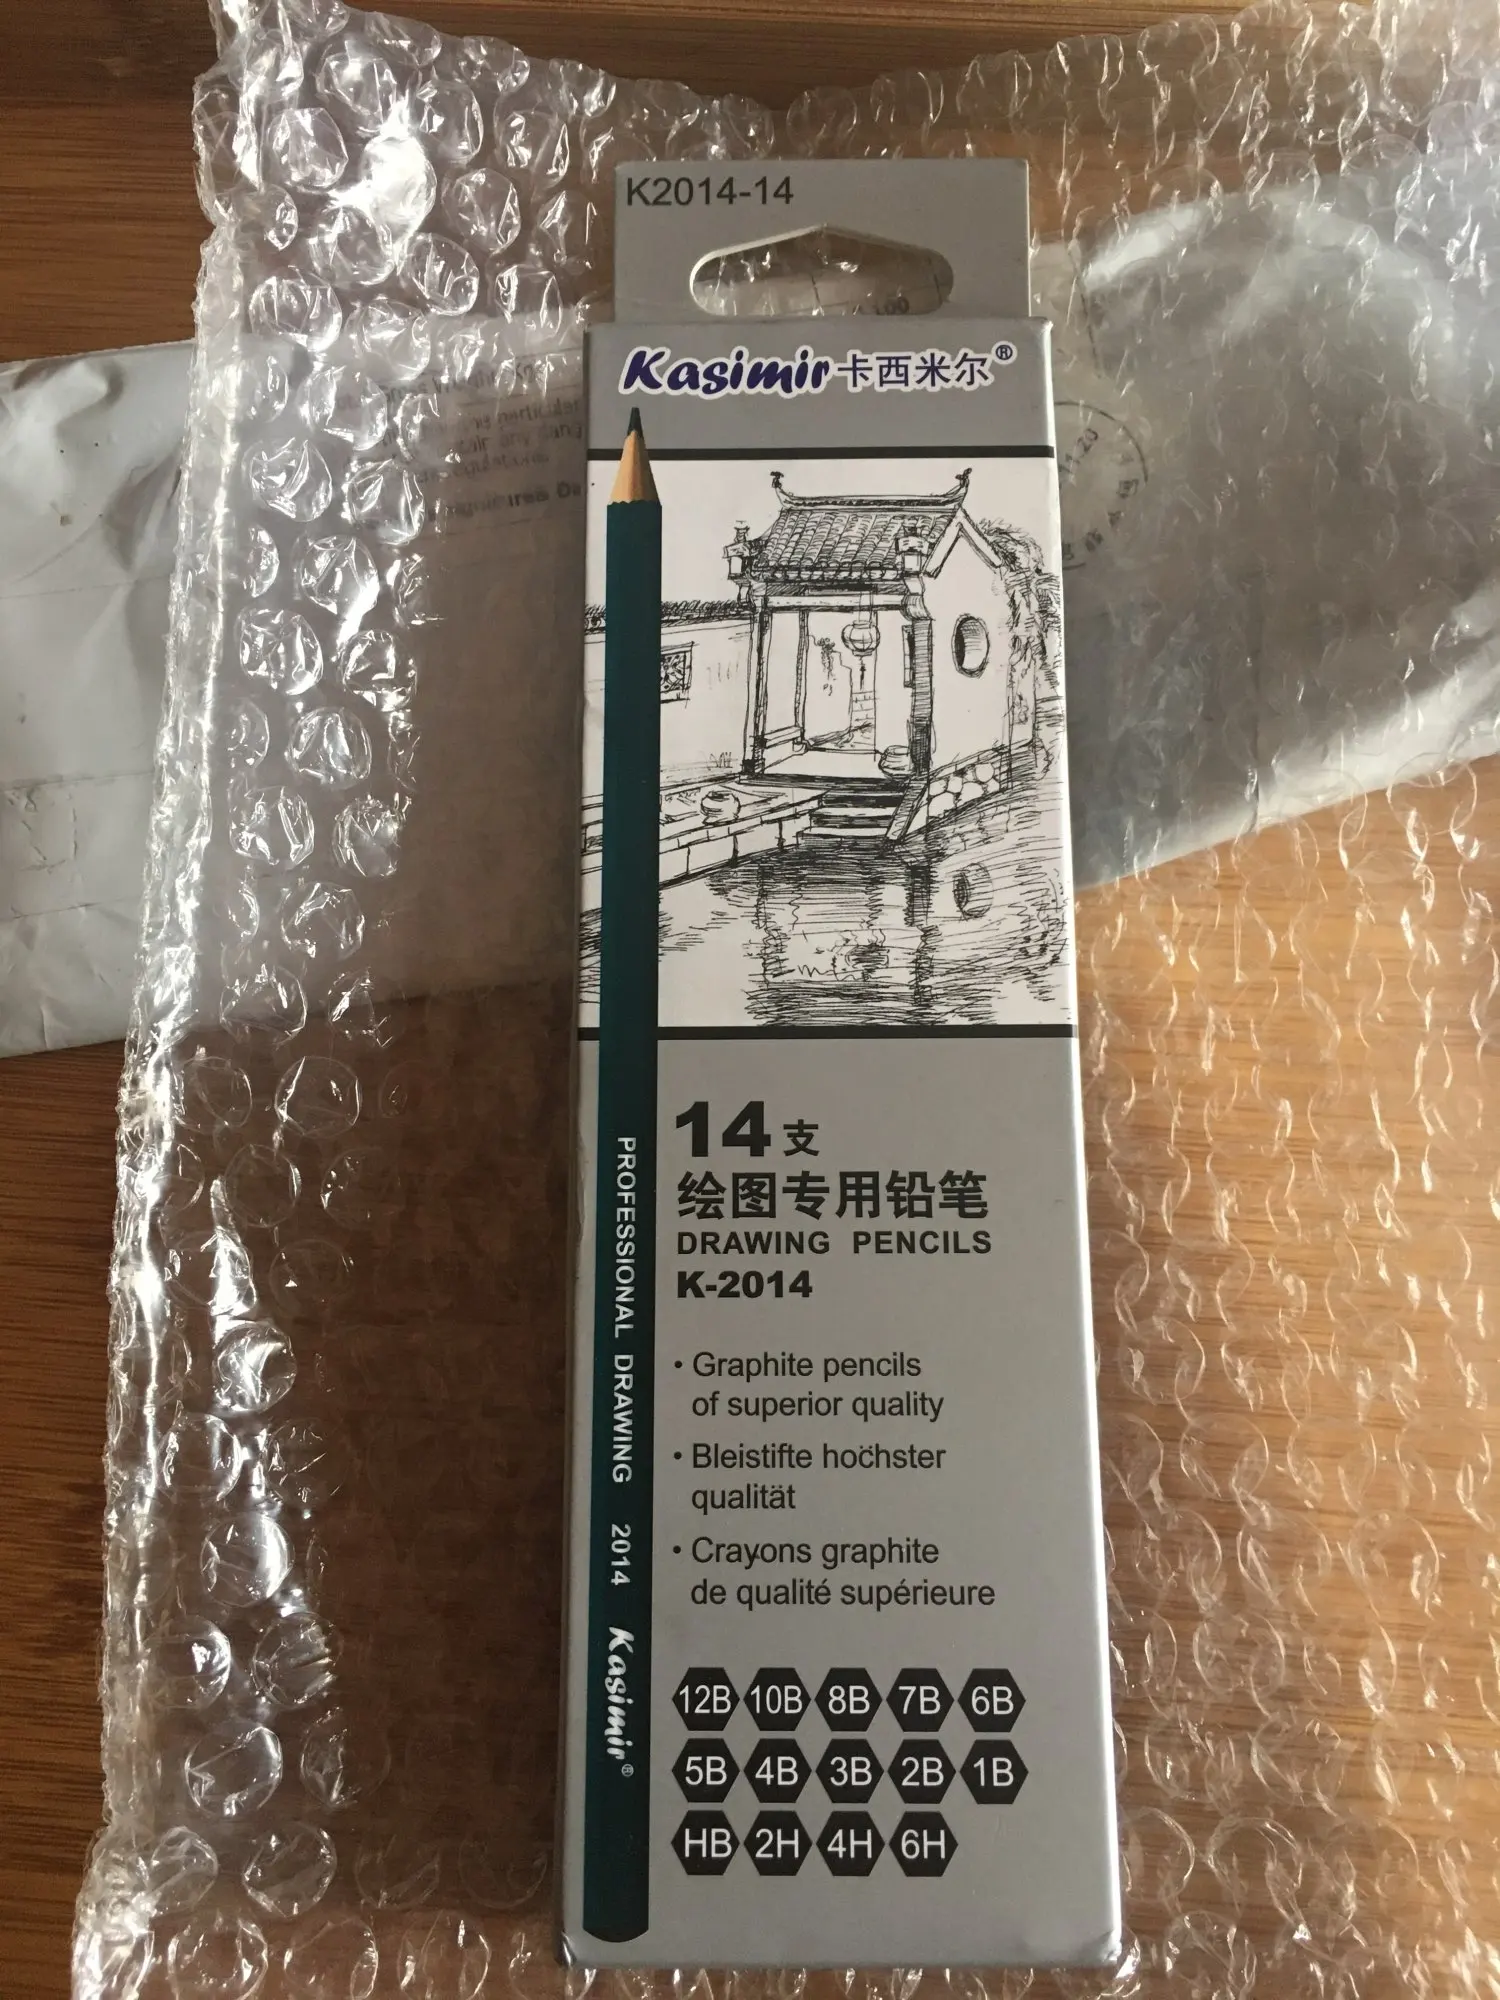 K2014-14
Kasimir卡西米尔®
14支
绘图专用铅笔
DRAWING PENCILS
K-2014
· Graphite pencils
of superior quality
· Bleistifte hochster
qualität
· Crayons graphite
de qualité supérieure
12B 10B 8B 7B 6B
5B 4B 3B 2B 1B
HB 2H 4H 6H
PROFESSIONAL DRAWING 2014 Kasimir®